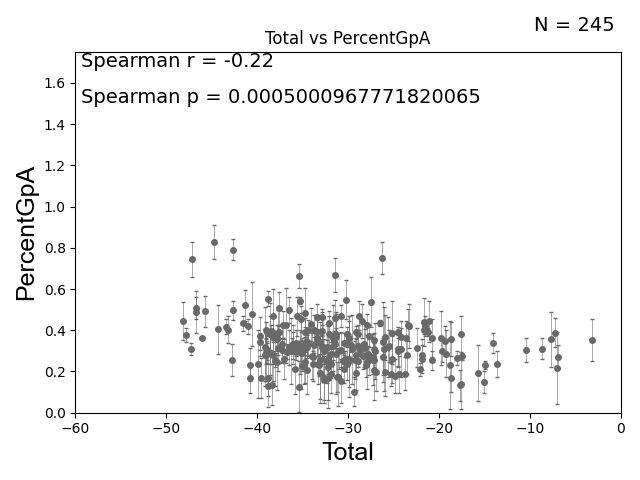 N = 245
Total vs PercentGpA
Spearman r = -0.22
Spearman p = 0.0005000967771820065
PercentGpA
1.6
1.4
1.2
1.0
0.8
0.6
0.4
0.2
0.0
−60 −50 −40 −30 −20 −10 0
Total